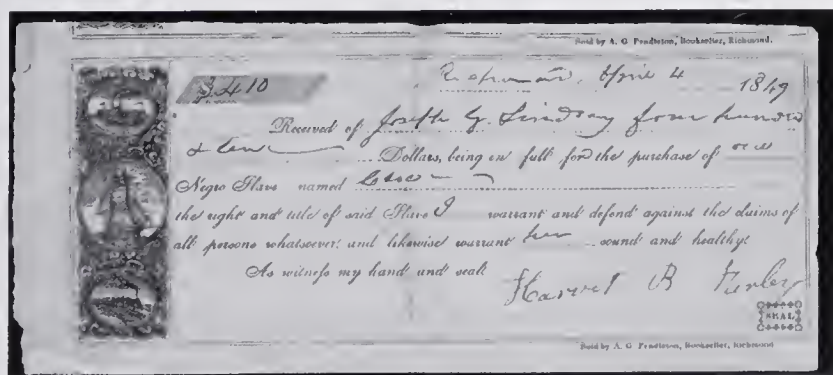 Sold by A. G. Pendleton, Bookseller, Richmond.
$410
April 4 1849
Received of Joseph G. Lindsay four hundred
& ten Dollars, being in full for the purchase of one
Negro Slave named
the right and title of said Slave I warrant and defend against the claims of
all persons whatsoever; and likewise warrant her sound and healthy.
As witness my hand and seal.
B
SEAL
Sold by A. G. Pendleton, Bookseller, Richmond